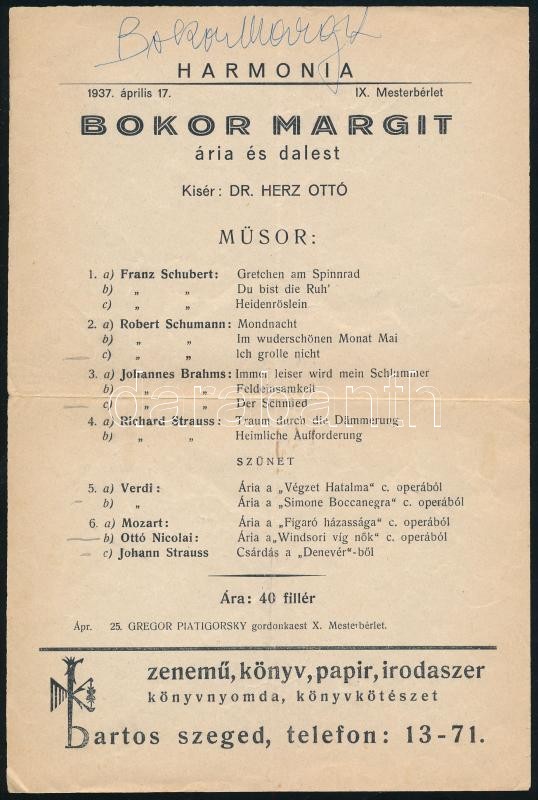 Bokor Margit
HARMONIA
1937. április 17. IX. Mesterbérlet
BOKOR MARGIT
ária és dalest
Kisér: DR. HERZ OTTÓ
MÜSOR:
1. a) Franz Schubert: Gretchen am Spinnrad
b) „ „ Du bist die Ruh'
c) „ „ Heidenröslein
2. a) Robert Schumann: Mondnacht
b) „ „ Im wuderschönen Monat Mai
c) „ „ Ich grolle nicht
3. a) Johannes Brahms: Immer leiser wird mein Schlummer
b) „ „ Feldeinsamkeit
c) „ „ Der Schmied
4. a) Richard Strauss: Traum durch die Dämmerung
b) „ „ Heimliche Aufforderung
SZÜNET
5. a) Verdi: Ária a „Végzet Hatalma“ c. operából
b) „ Ária a „Simone Boccanegra“ c. operából
6. a) Mozart: Ária a „Figaró házassága“ c. operából
b) Ottó Nicolai: Ária a „Windsori víg nők“ c. operából
c) Johann Strauss Csárdás a „Denevér“-ből
Ára: 40 fillér
Ápr. 25. GREGOR PIATIGORSKY gordonkaest X. Mesterbérlet.
zenemű, könyv, papir, irodaszer
könyvnyomda, könyvkötészet
bartos szeged, telefon: 13-71.
darabanth